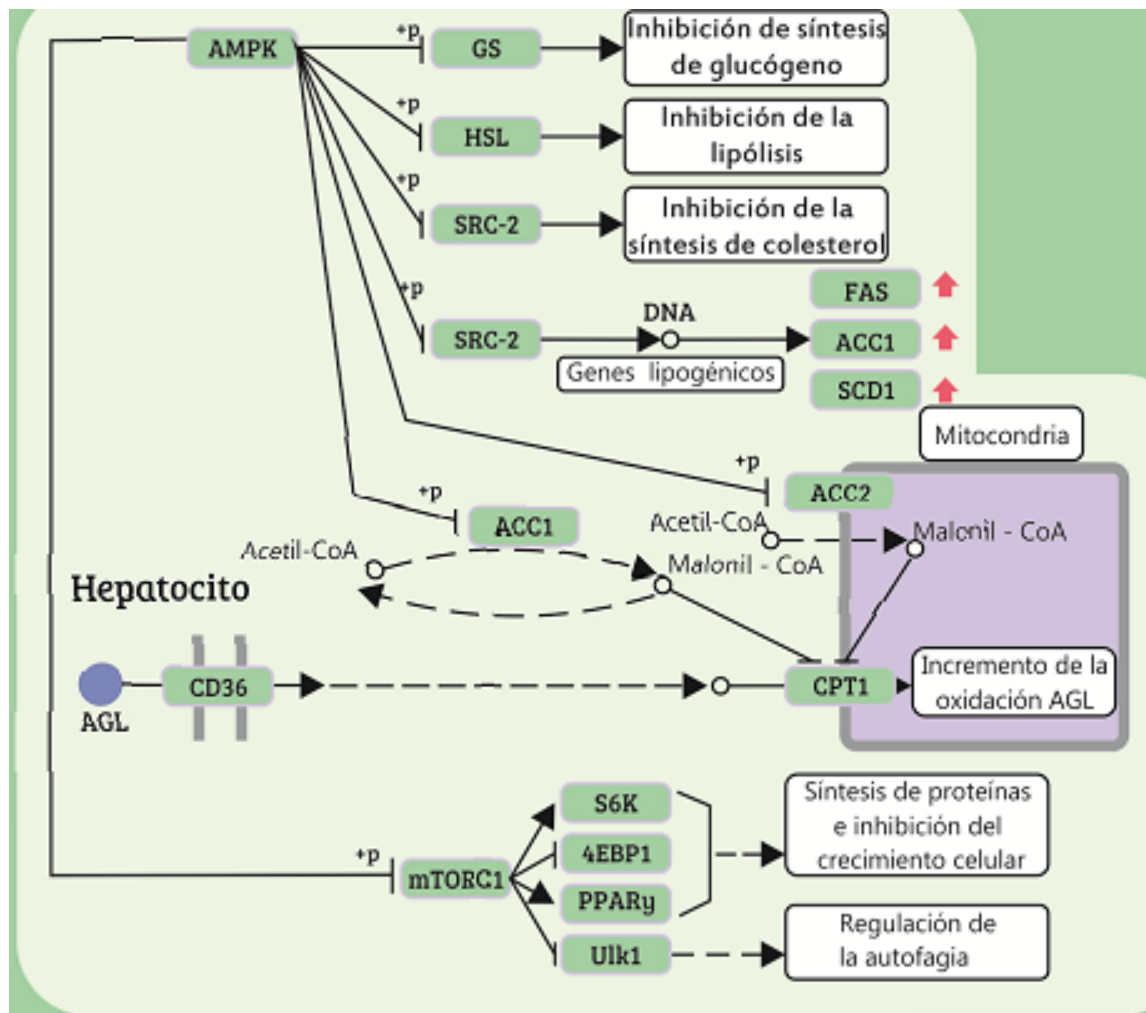 AMPK
+p
GS
Inhibición de síntesis
de glucógeno
+p
HSL
Inhibición de la
lipólisis
+p
SRC-2
Inhibición de la
síntesis de colesterol
+p
SRC-2
DNA
Genes lipogénicos
FAS
ACC1
SCD1
Mitocondria
+p
ACC2
+p
ACC1
Acetil-CoA
Malonil - CoA
Acetil-CoA
Malonil - CoA
Hepatocito
AGL
CD36
CPT1
Incremento de la
oxidación AGL
+p
mTORC1
S6K
4EBP1
PPARy
Ulk1
Síntesis de proteínas
e inhibición del
crecimiento celular
Regulación de
la autofagia